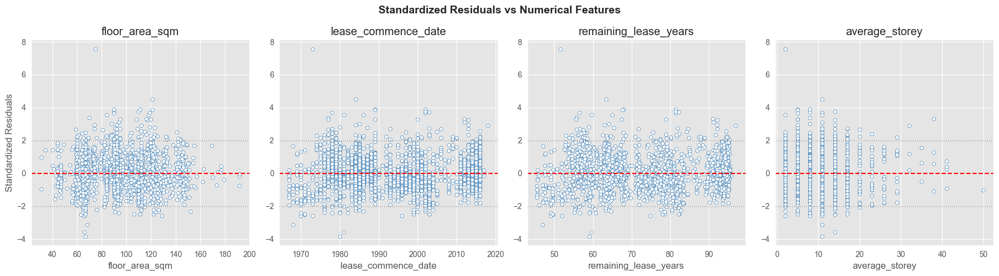 Standardized Residuals vs Numerical Features
floor_area_sqm
lease_commence_date
remaining_lease_years
average_storey
Standardized Residuals
8
6
4
2
0
−2
−4
40 60 80 100 120 140 160 180 200
floor_area_sqm
8
6
4
2
0
−2
−4
1970 1980 1990 2000 2010 2020
lease_commence_date
8
6
4
2
0
−2
−4
50 60 70 80 90
remaining_lease_years
8
6
4
2
0
−2
−4
0 10 20 30 40 50
average_storey